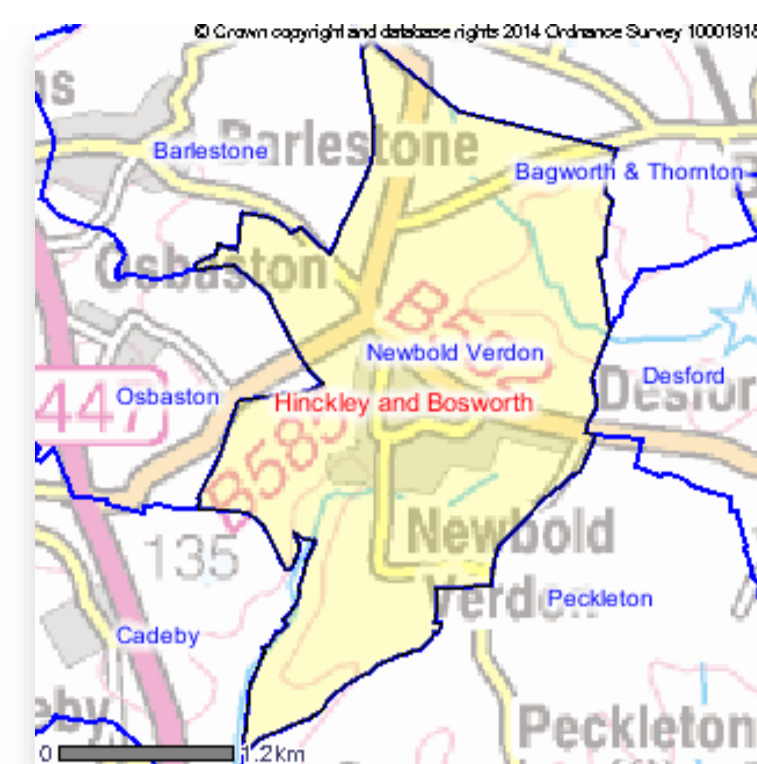 © Crown copyright and database rights 2014 Ordnance Survey 10001918
Barlestone
Barlestone
Bagworth & Thornton
Osbaston
B582
Newbold Verdon
Desford
Osbaston
Hinckley and Bosworth
447
B585
135
Newbold
Verdon
Peckleton
Cadeby
Peckleton
0 1.2km